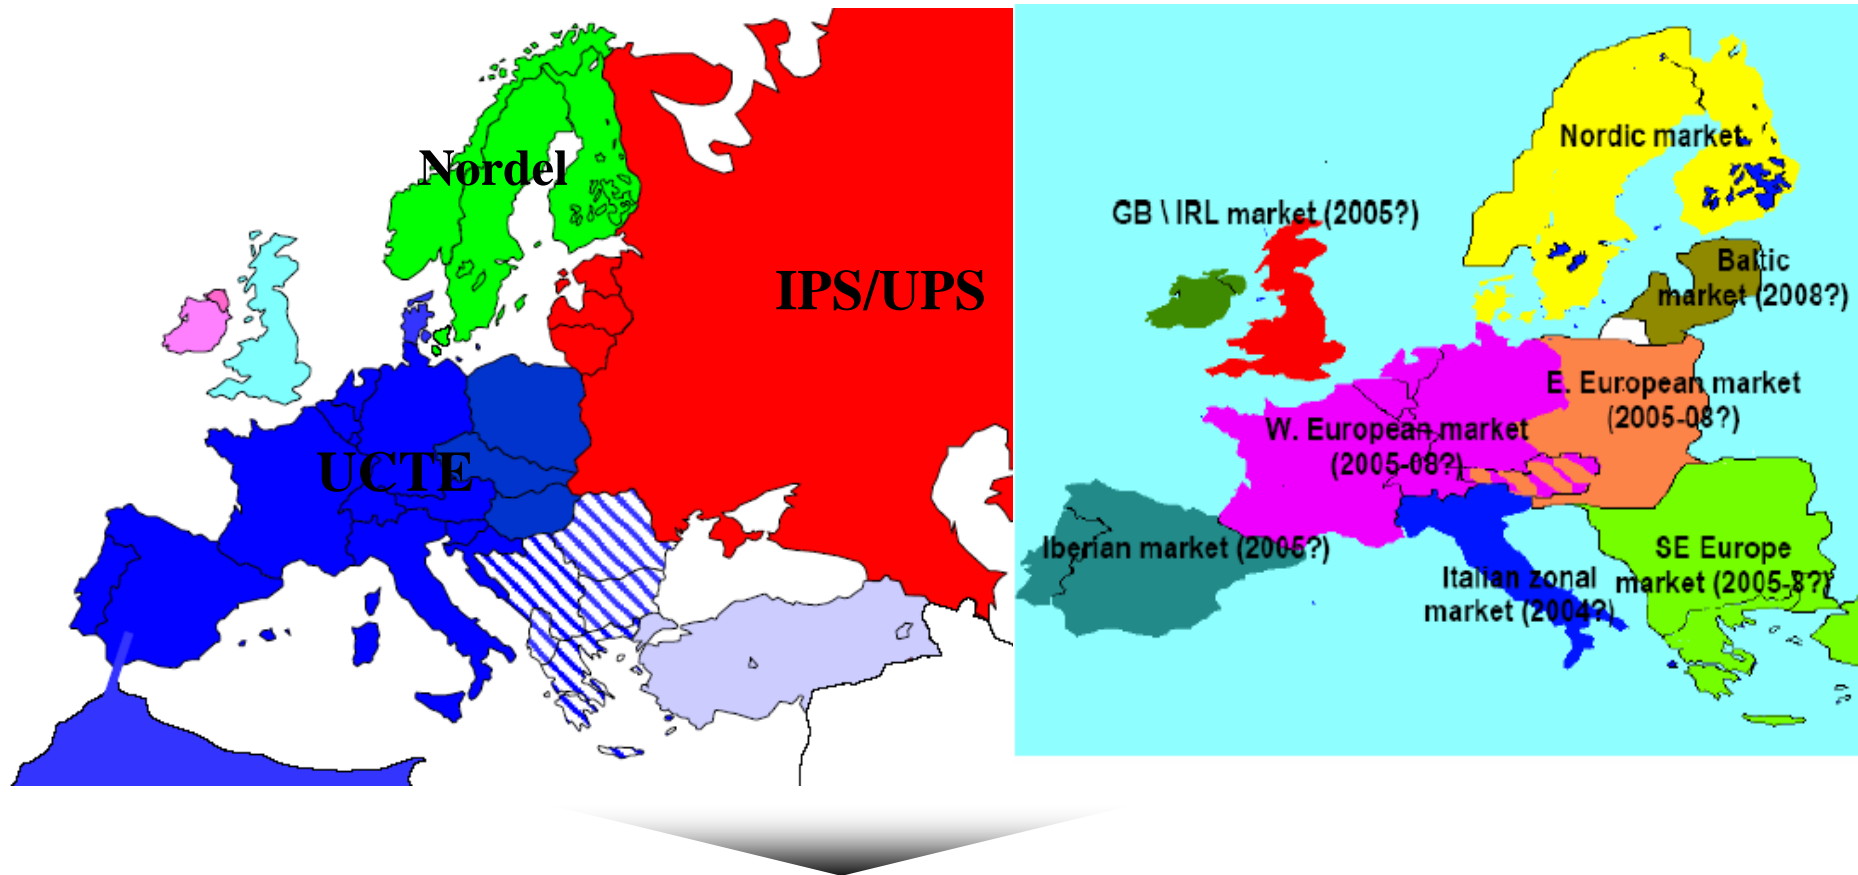 Nordel
IPS/UPS
UCTE
Nordic market
GB \ IRL market (2005?)
Baltic
market (2008?)
E. European market
(2005-08?)
W. European market
(2005-08?)
Iberian market (2005?)
SE Europe
market (2005-8?)
Italian zonal
market (2004?)